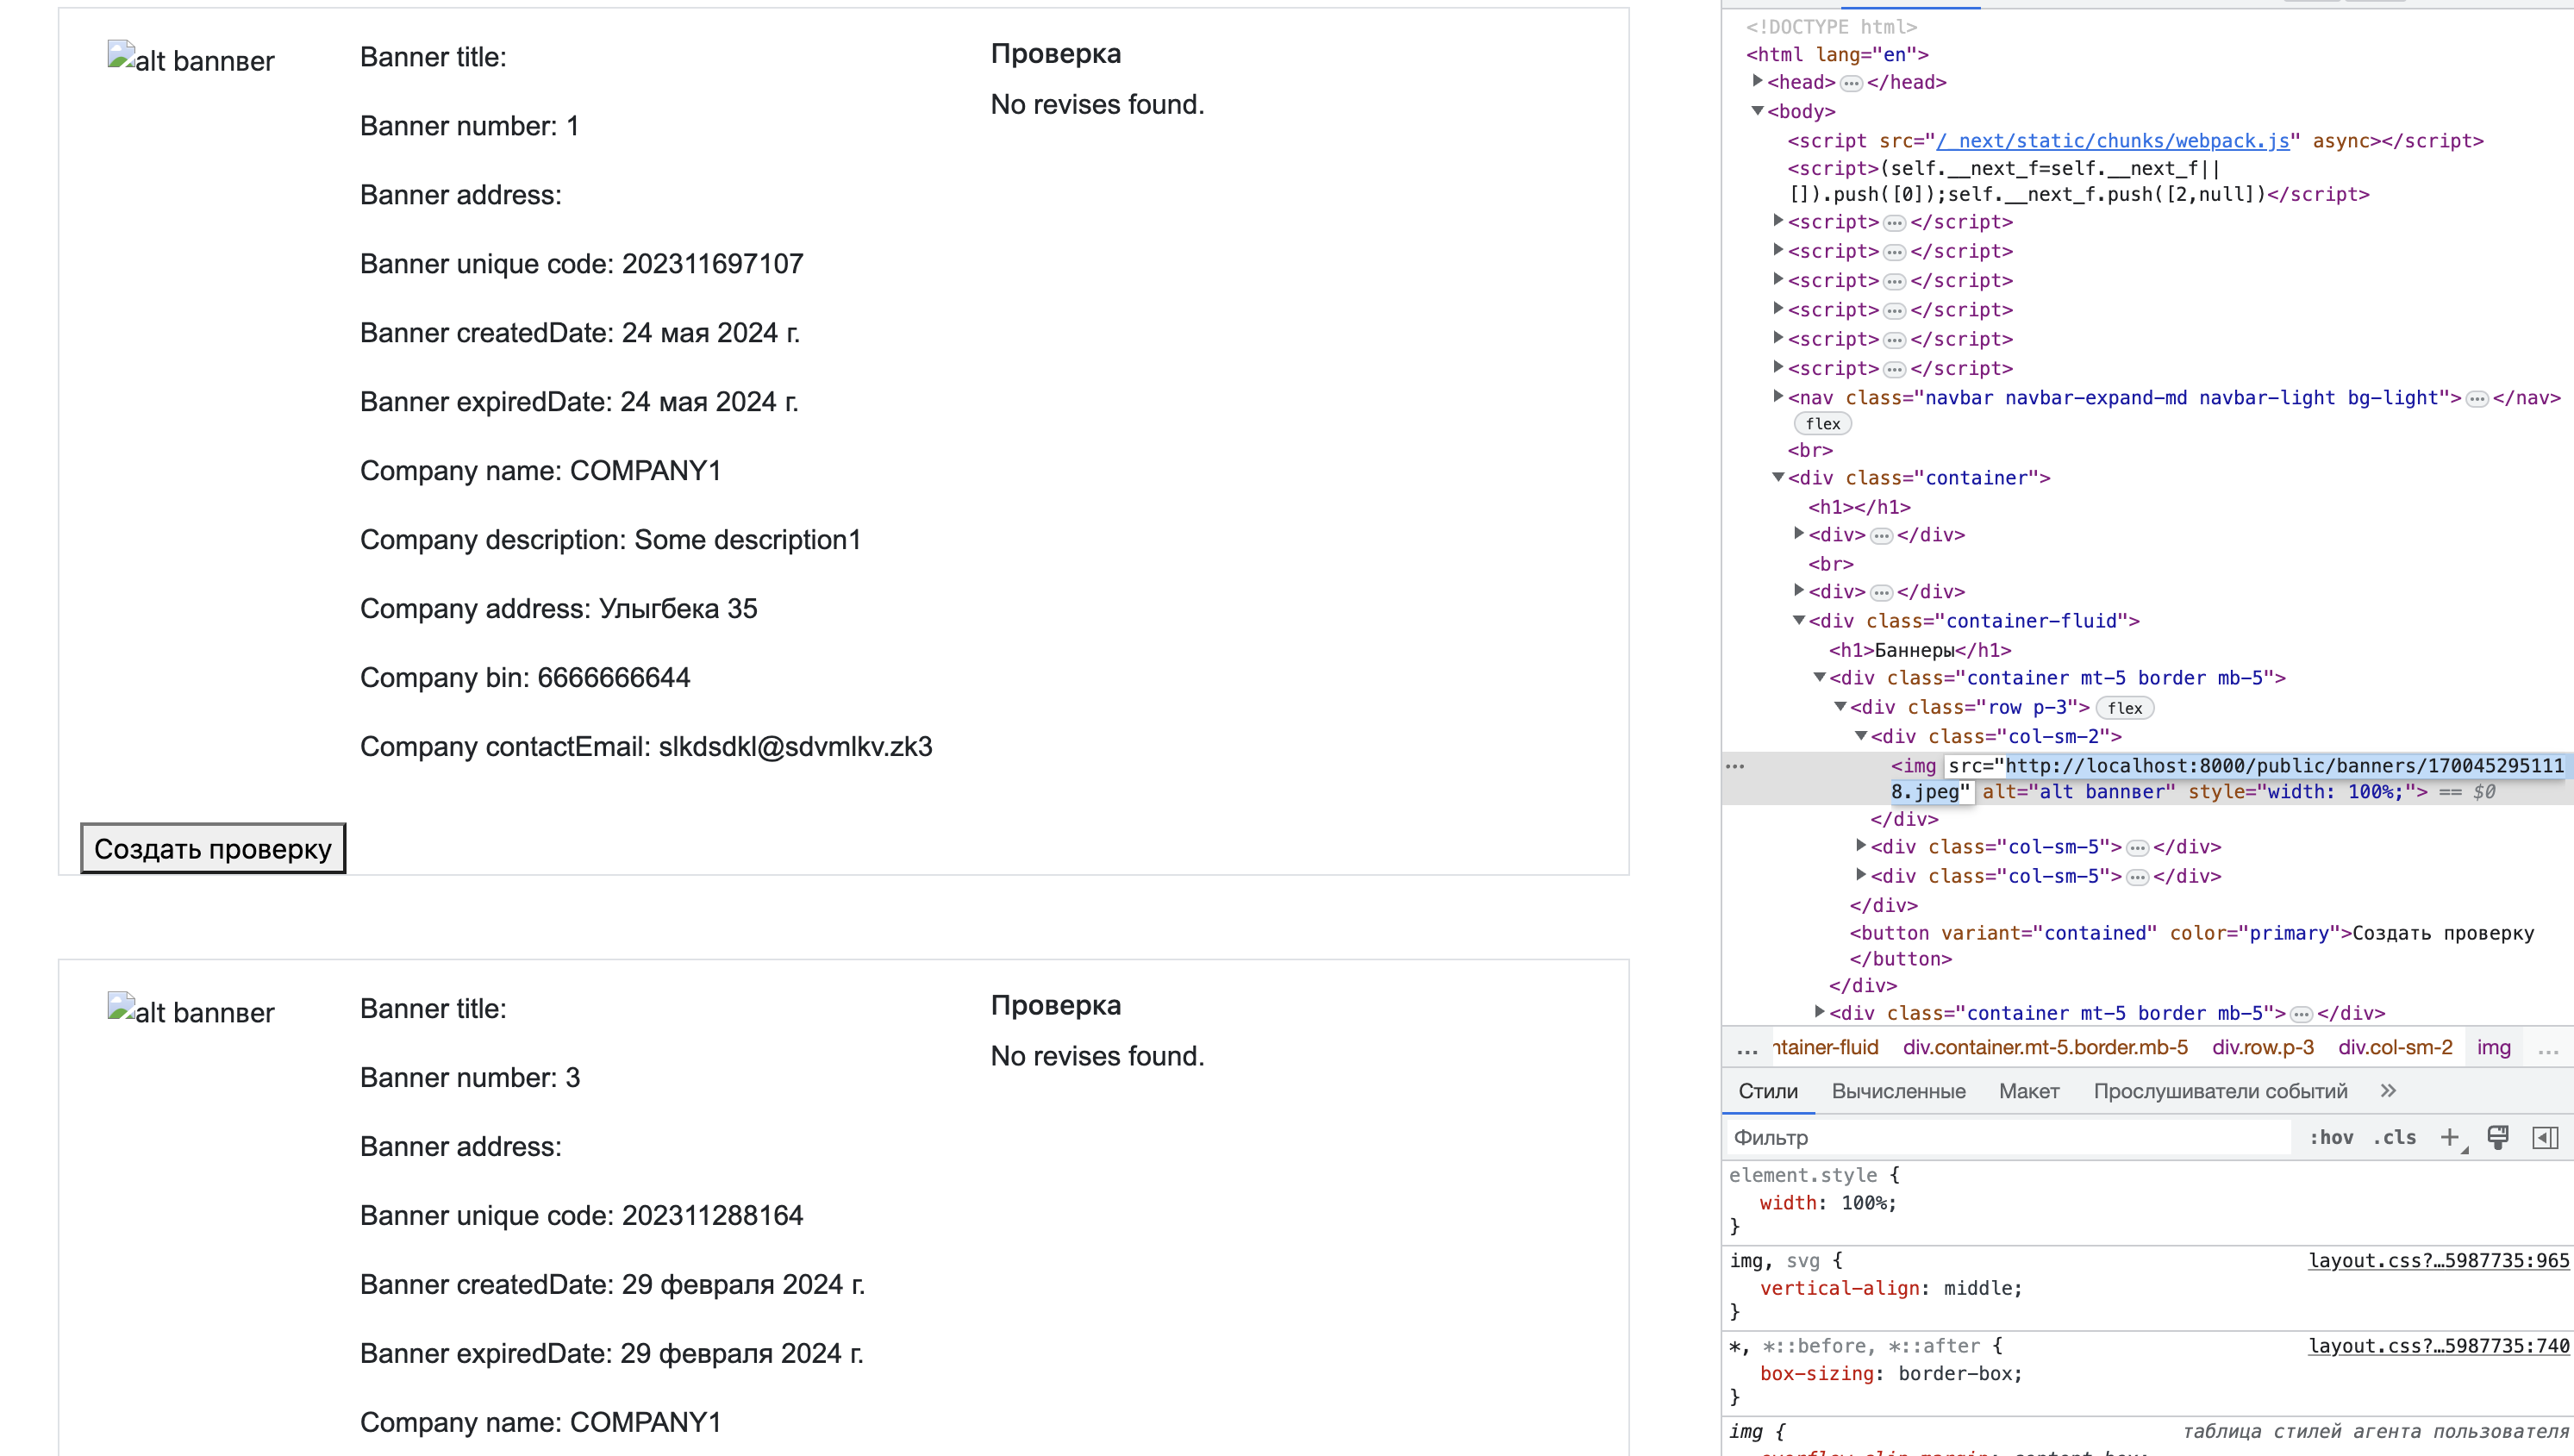 alt bannвer
Banner title:
Banner number: 1
Banner address:
Banner unique code: 202311697107
Banner createdDate: 24 мая 2024 г.
Banner expiredDate: 24 мая 2024 г.
Company name: COMPANY1
Company description: Some description1
Company address: Улыгбека 35
Company bin: 6666666644
Company contactEmail: slkdsdkl@sdvmlkv.zk3
Проверка
No revises found.
Создать проверку
alt bannвer
Banner title:
Banner number: 3
Banner address:
Banner unique code: 202311288164
Banner createdDate: 29 февраля 2024 г.
Banner expiredDate: 29 февраля 2024 г.
Company name: COMPANY1
Проверка
No revises found.
<!DOCTYPE html>
<html lang="en">
<head>…</head>
<body>
<script src="/_next/static/chunks/webpack.js" async></script>
<script>(self.__next_f=self.__next_f||
[]).push([0]);self.__next_f.push([2,null])</script>
<script>…</script>
<script>…</script>
<script>…</script>
<script>…</script>
<script>…</script>
<script>…</script>
<nav class="navbar navbar-expand-md navbar-light bg-light">…</nav>
flex
<br>
<div class="container">
<h1></h1>
<div>…</div>
<br>
<div>…</div>
<div class="container-fluid">
<h1>Баннеры</h1>
<div class="container mt-5 border mb-5">
<div class="row p-3"> flex
<div class="col-sm-2">
… <img src="http://localhost:8000/public/banners/170045295111
8.jpeg" alt="alt bannвer" style="width: 100%;"> == $0
</div>
<div class="col-sm-5">…</div>
<div class="col-sm-5">…</div>
</div>
<button variant="contained" color="primary">Создать проверку
</button>
</div>
<div class="container mt-5 border mb-5">…</div>
… ntainer-fluid div.container.mt-5.border.mb-5 div.row.p-3 div.col-sm-2 img …
Стили Вычисленные Макет Прослушиватели событий »
Фильтр :hov .cls +
element.style {
width: 100%;
}
img, svg { layout.css?…5987735:965
vertical-align: middle;
}
*, *::before, *::after { layout.css?…5987735:740
box-sizing: border-box;
}
img { таблица стилей агента пользователя